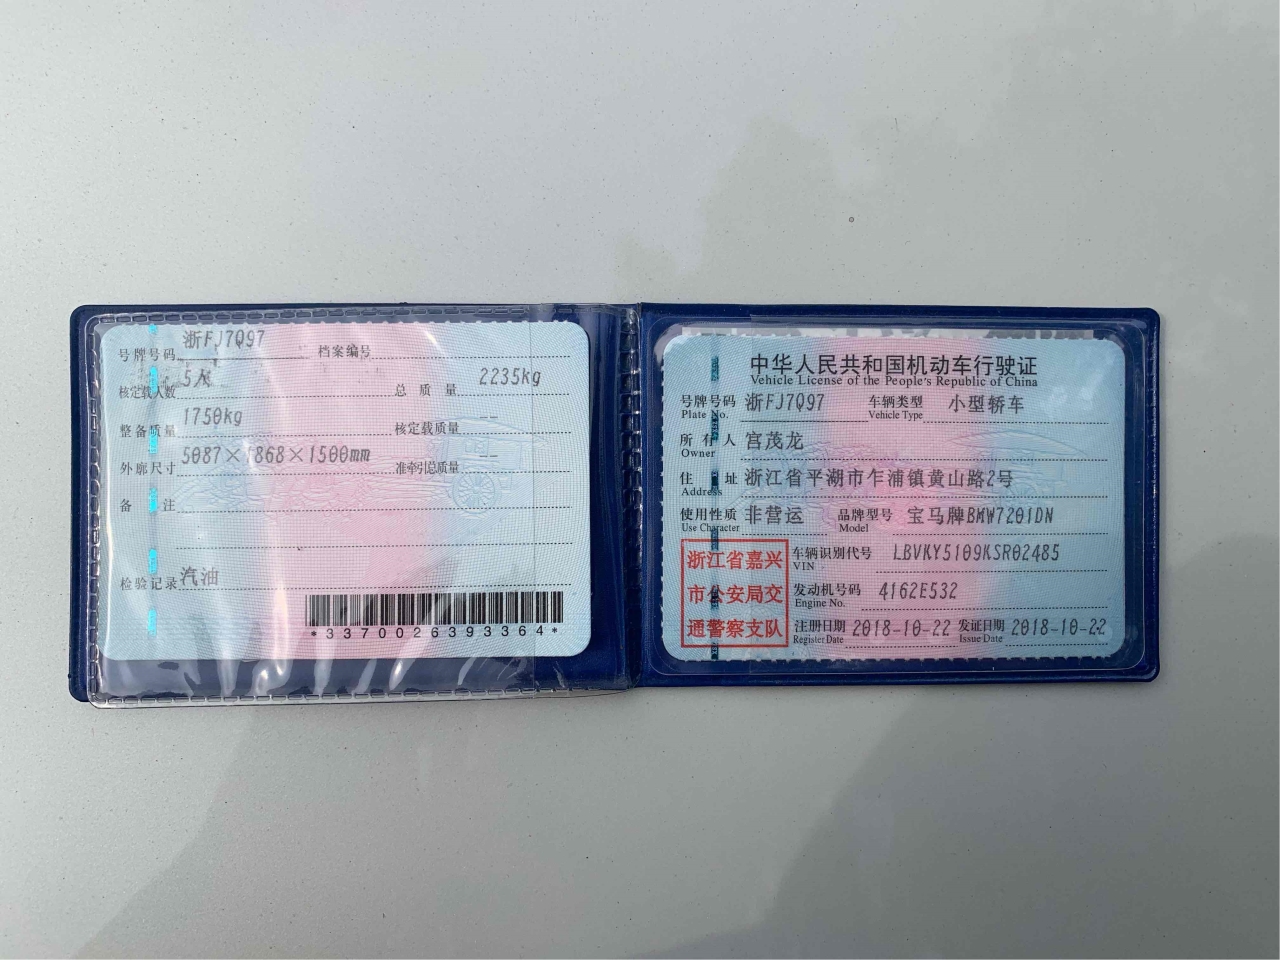 号牌号码 浙FJ7Q97 档案编号
核定载人数 5人 总质量 2235kg
整备质量 1750kg 核定载质量 --
外廓尺寸 5087×1868×1500mm 准牵引总质量 --
备注
检验记录 汽油
*3370026393364*
中华人民共和国机动车行驶证
Vehicle License of the People's Republic of China
号牌号码 浙FJ7Q97 车辆类型 小型轿车
Plate No. Vehicle Type
所有人 宫茂龙
Owner
住址 浙江省平湖市乍浦镇黄山路2号
Address
使用性质 非营运 品牌型号 宝马牌BMW7201DN
Use Character Model
浙江省嘉兴
市公安局交
通警察支队
车辆识别代号 LBVKY5109KSR02485
VIN
发动机号码 4162E532
Engine No.
注册日期 2018-10-22 发证日期 2018-10-22
Register Date Issue Date